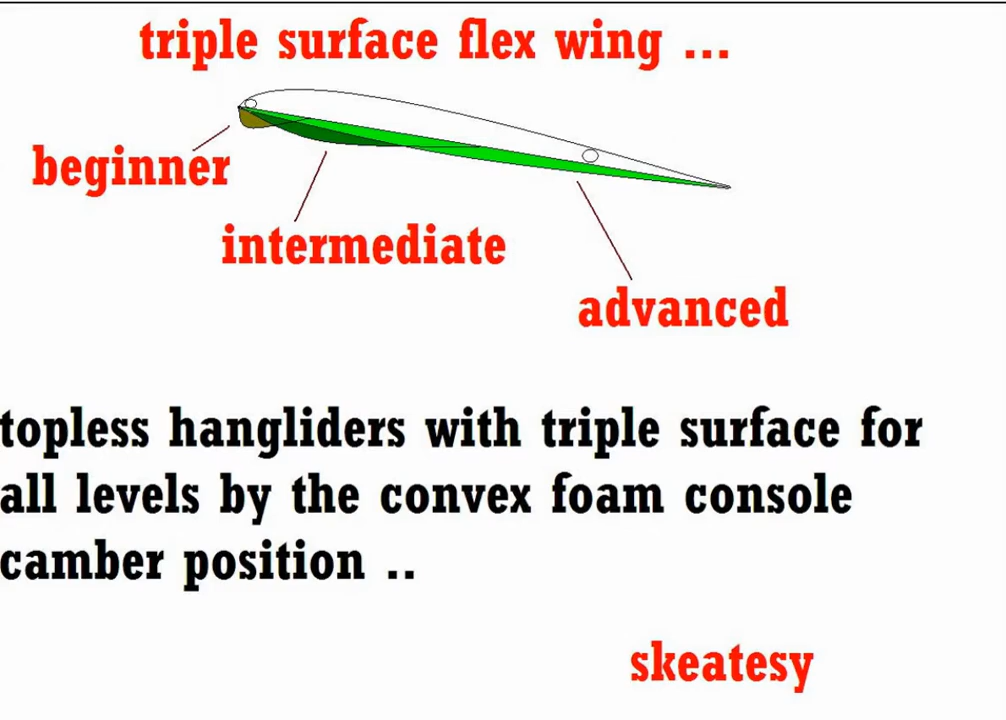 triple surface flex wing ...
beginner
intermediate
advanced
topless hangliders with triple surface for
all levels by the convex foam console
camber position ..
skeatesy